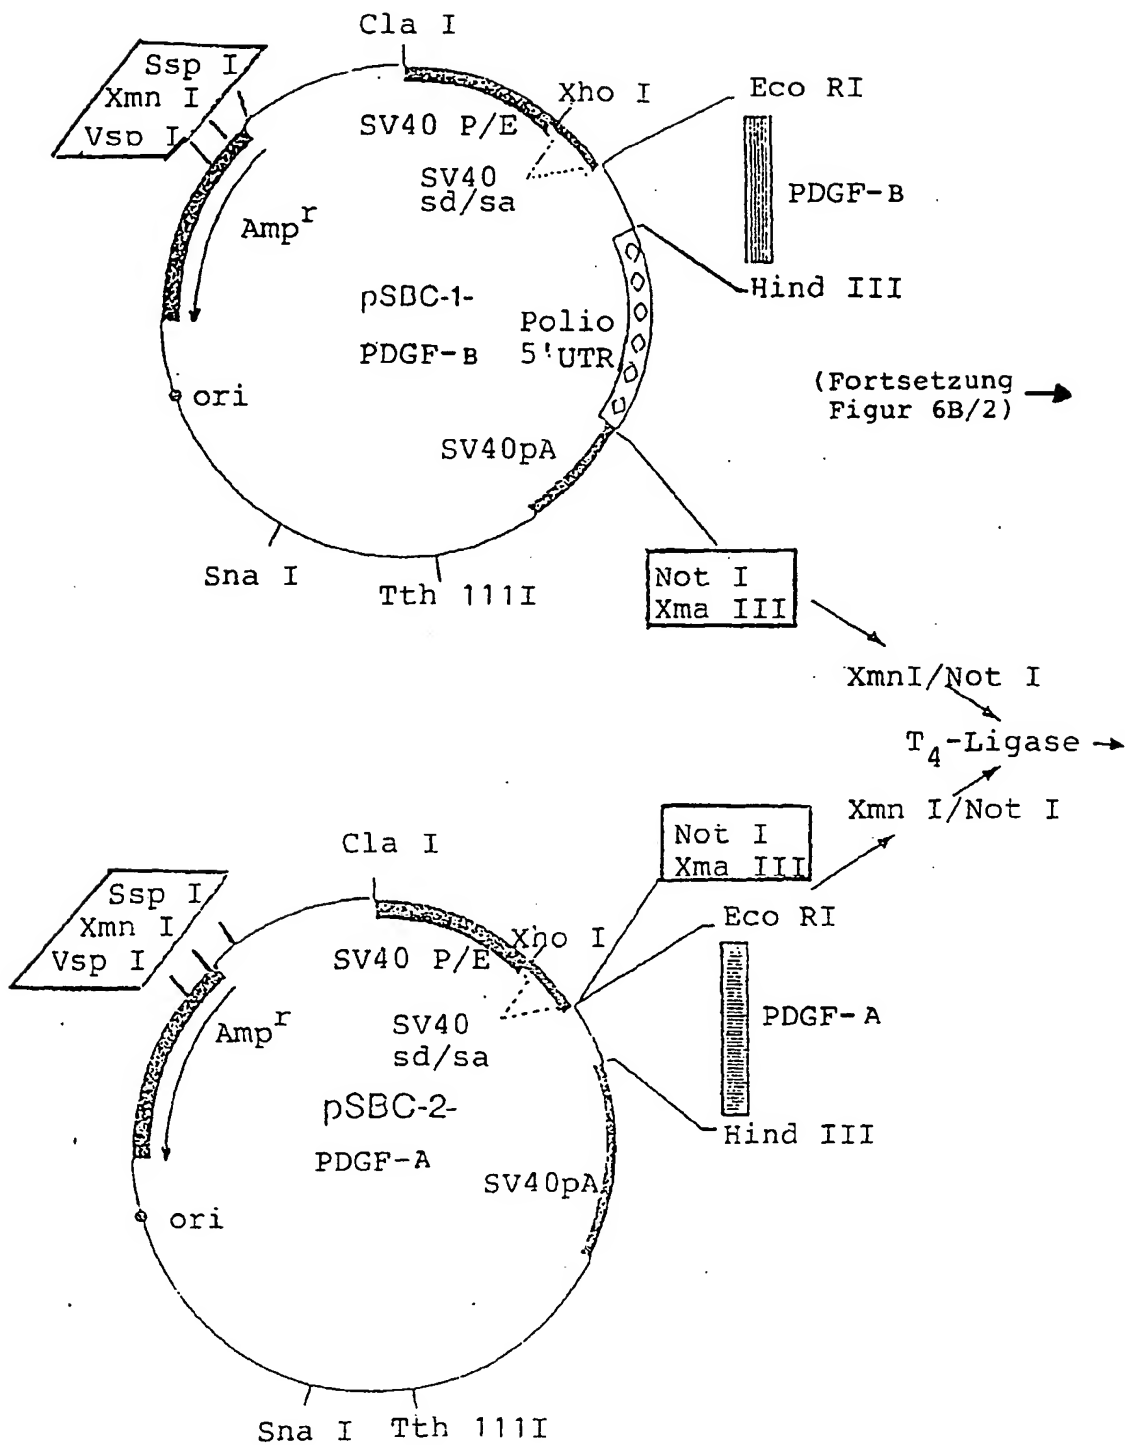 Cla I
Ssp I
Xmn I
Vsp I
Xho I
Eco RI
SV40 P/E
SV40
sd/sa
PDGF-B
Amp^r
Hind III
pSBC-1-
PDGF-B
Polio
5'UTR
(Fortsetzung
Figur 6B/2)
ori
SV40pA
Sna I
Tth 111I
Not I
Xma III
XmnI/Not I
T4-Ligase
Xmn I/Not I
Not I
Xma III
Cla I
Ssp I
Xmn I
Vsp I
Eco RI
Xho I
SV40 P/E
SV40
sd/sa
PDGF-A
Amp^r
pSBC-2-
PDGF-A
Hind III
SV40pA
ori
Sna I
Tth 111I